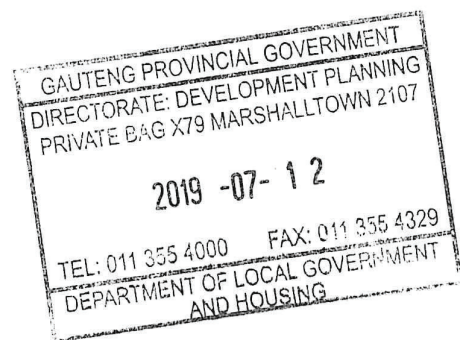 GAUTENG PROVINCIAL GOVERNMENT
DIRECTORATE: DEVELOPMENT PLANNING
PRIVATE BAG X79 MARSHALLTOWN 2107
2019 -07- 12
TEL: 011 355 4000 FAX: 011 355 4329
DEPARTMENT OF LOCAL GOVERNMENT
AND HOUSING